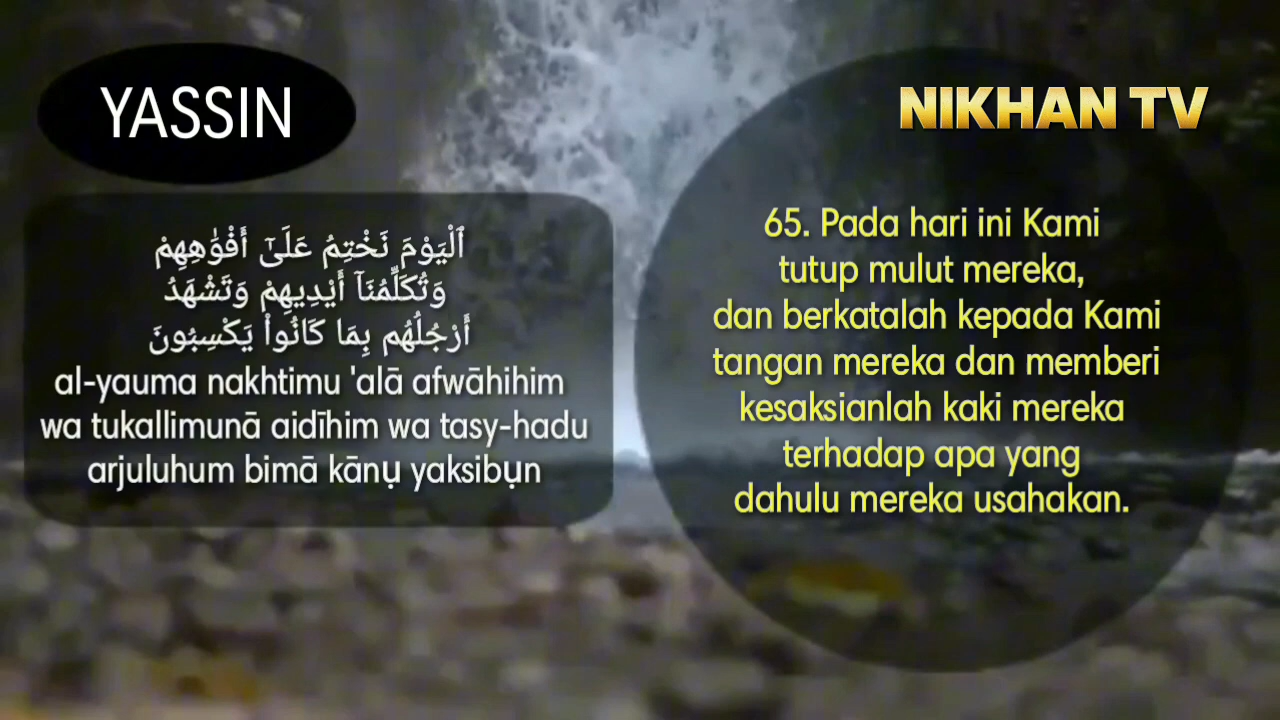 YASSIN
NIKHAN TV
ٱلْيَوْمَ نَخْتِمُ عَلَىٰٓ أَفْوَٰهِهِمْ
وَتُكَلِّمُنَآ أَيْدِيهِمْ وَتَشْهَدُ
أَرْجُلُهُم بِمَا كَانُوا۟ يَكْسِبُونَ
al-yauma nakhtimu 'alā afwāhihim
wa tukallimunā aidīhim wa tasy-hadu
arjuluhum bimā kānụ yaksibụn
65. Pada hari ini Kami
tutup mulut mereka,
dan berkatalah kepada Kami
tangan mereka dan memberi
kesaksianlah kaki mereka
terhadap apa yang
dahulu mereka usahakan.